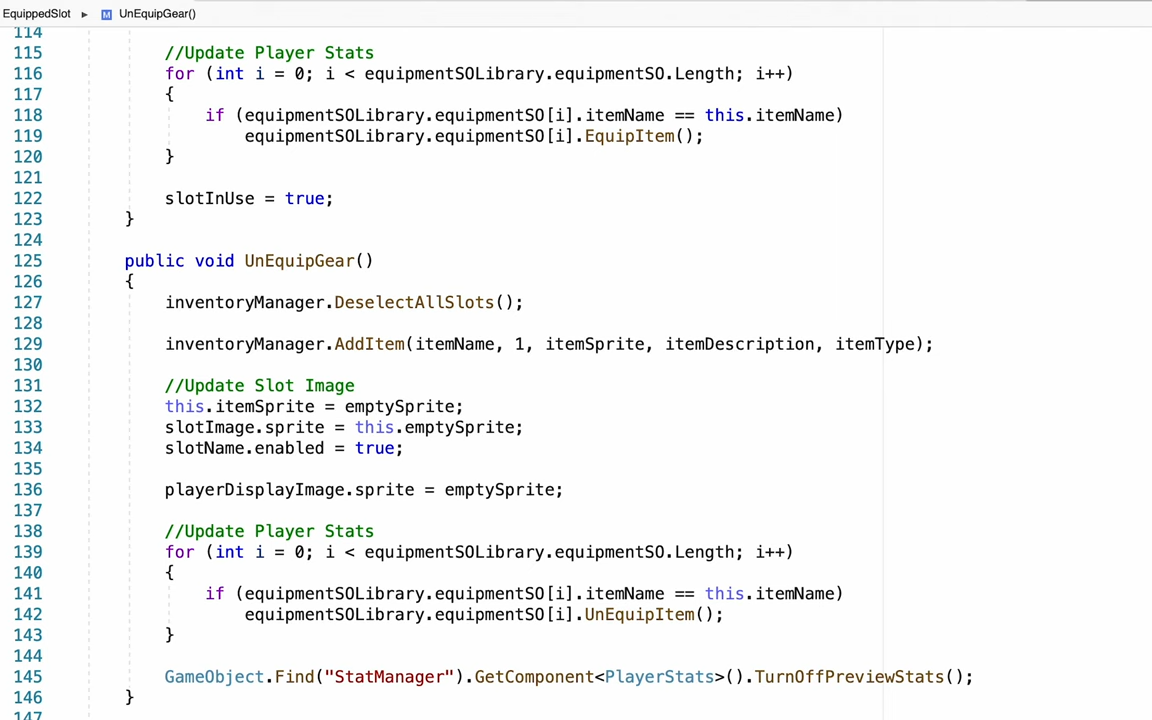 EquippedSlot ▸ M UnEquipGear()
114
115 //Update Player Stats
116 for (int i = 0; i < equipmentSOLibrary.equipmentSO.Length; i++)
117 {
118 if (equipmentSOLibrary.equipmentSO[i].itemName == this.itemName)
119 equipmentSOLibrary.equipmentSO[i].EquipItem();
120 }
121
122 slotInUse = true;
123 }
124
125 public void UnEquipGear()
126 {
127 inventoryManager.DeselectAllSlots();
128
129 inventoryManager.AddItem(itemName, 1, itemSprite, itemDescription, itemType);
130
131 //Update Slot Image
132 this.itemSprite = emptySprite;
133 slotImage.sprite = this.emptySprite;
134 slotName.enabled = true;
135
136 playerDisplayImage.sprite = emptySprite;
137
138 //Update Player Stats
139 for (int i = 0; i < equipmentSOLibrary.equipmentSO.Length; i++)
140 {
141 if (equipmentSOLibrary.equipmentSO[i].itemName == this.itemName)
142 equipmentSOLibrary.equipmentSO[i].UnEquipItem();
143 }
144
145 GameObject.Find("StatManager").GetComponent<PlayerStats>().TurnOffPreviewStats();
146 }
147